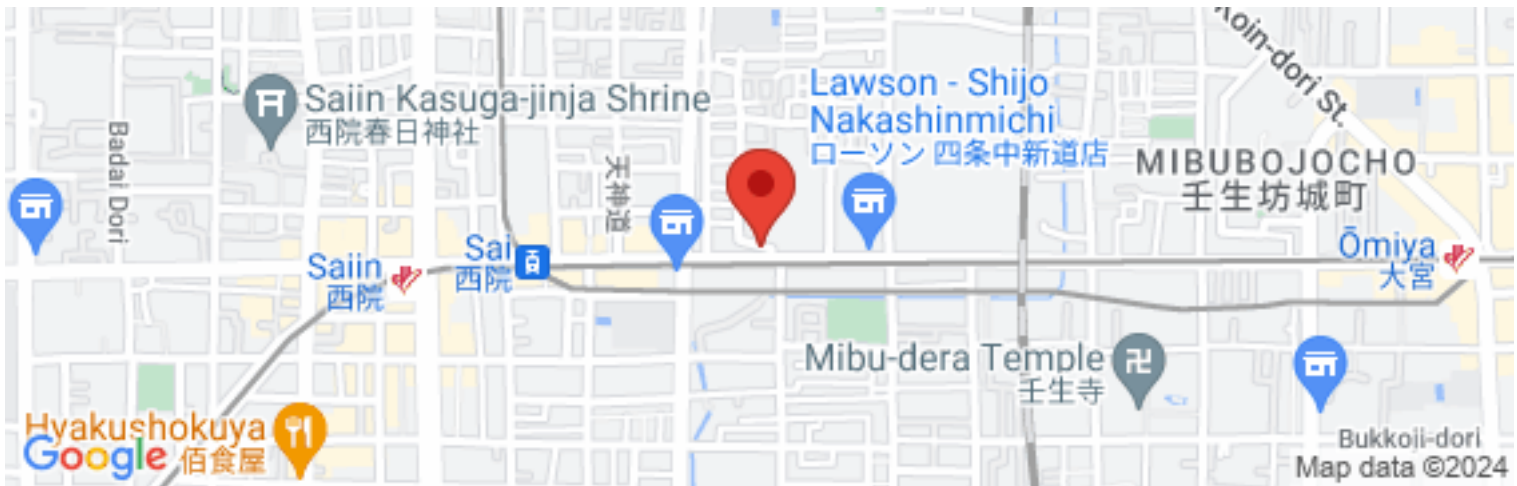 Koin-dori St.
Saiin Kasuga-jinja Shrine
西院春日神社
Badai Dori
天神道
Lawson - Shijo
Nakashinmichi
ローソン 四条中新道店
MIBUBOJOCHO
壬生坊城町
Saiin
西院
Sai
西院
Ōmiya
大宮
Mibu-dera Temple
壬生寺
Hyakushokuya
佰食屋
Google
Bukkoji-dori
Map data ©2024